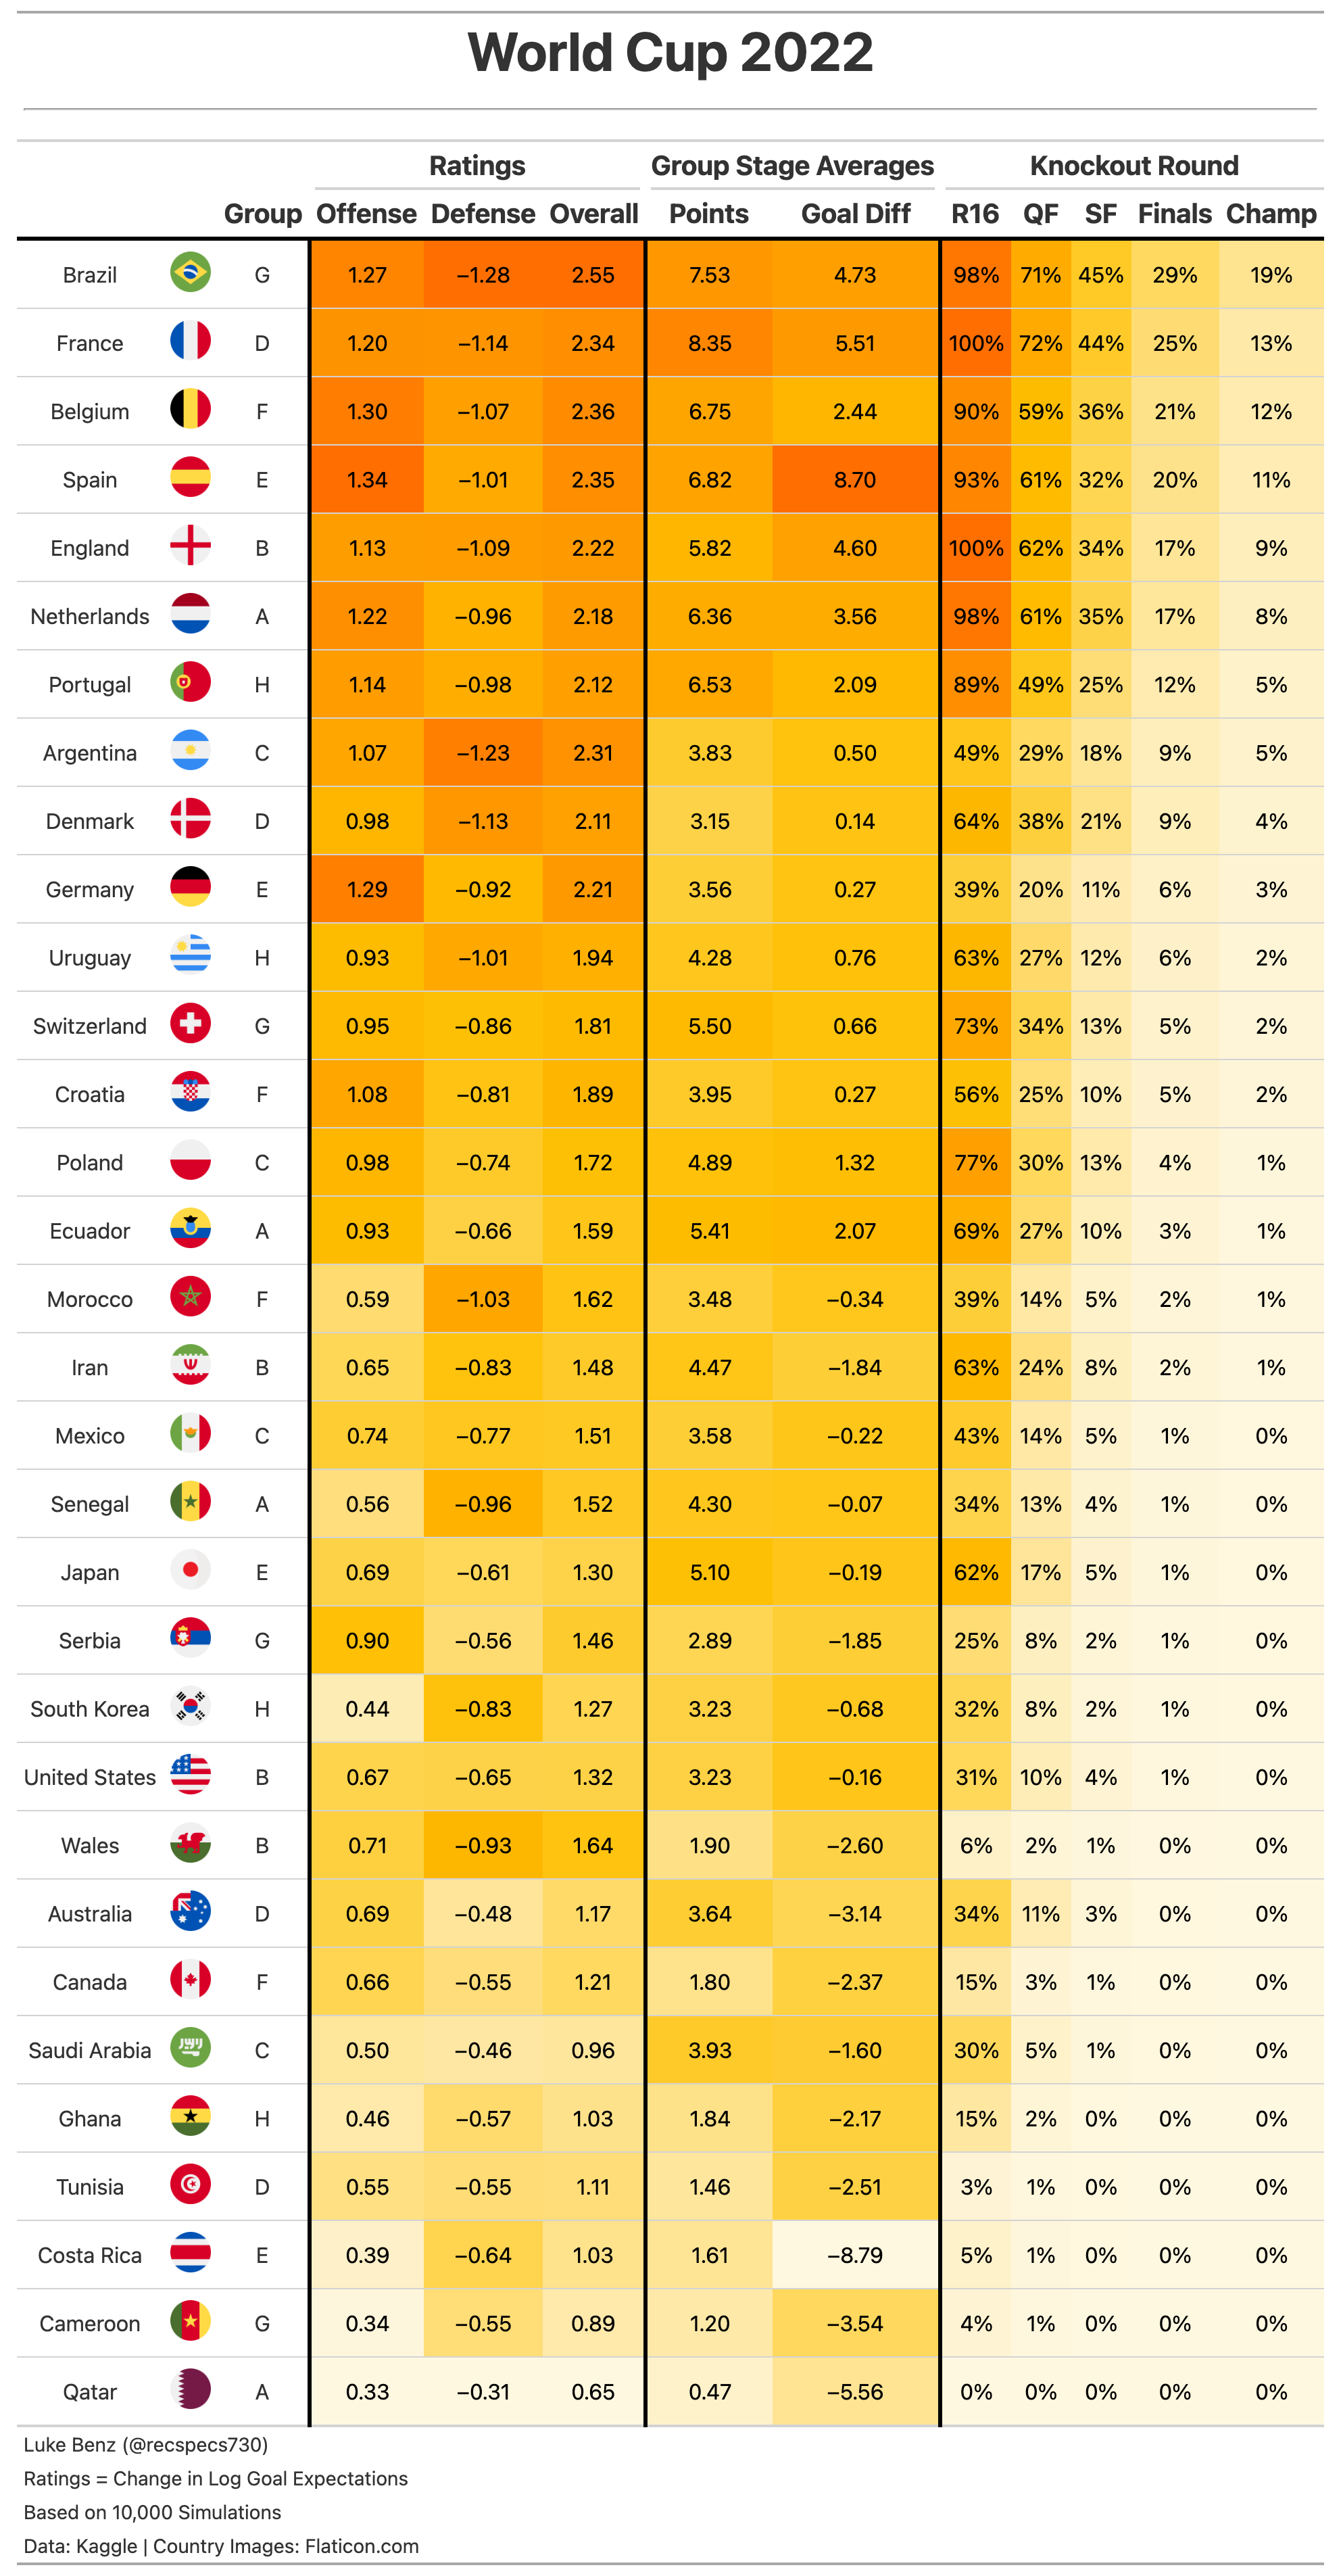 World Cup 2022
Ratings Group Stage Averages Knockout Round
Group Offense Defense Overall Points Goal Diff R16 QF SF Finals Champ
Brazil G 1.27 −1.28 2.55 7.53 4.73 98% 71% 45% 29% 19%
France D 1.20 −1.14 2.34 8.35 5.51 100% 72% 44% 25% 13%
Belgium F 1.30 −1.07 2.36 6.75 2.44 90% 59% 36% 21% 12%
Spain E 1.34 −1.01 2.35 6.82 8.70 93% 61% 32% 20% 11%
England B 1.13 −1.09 2.22 5.82 4.60 100% 62% 34% 17% 9%
Netherlands A 1.22 −0.96 2.18 6.36 3.56 98% 61% 35% 17% 8%
Portugal H 1.14 −0.98 2.12 6.53 2.09 89% 49% 25% 12% 5%
Argentina C 1.07 −1.23 2.31 3.83 0.50 49% 29% 18% 9% 5%
Denmark D 0.98 −1.13 2.11 3.15 0.14 64% 38% 21% 9% 4%
Germany E 1.29 −0.92 2.21 3.56 0.27 39% 20% 11% 6% 3%
Uruguay H 0.93 −1.01 1.94 4.28 0.76 63% 27% 12% 6% 2%
Switzerland G 0.95 −0.86 1.81 5.50 0.66 73% 34% 13% 5% 2%
Croatia F 1.08 −0.81 1.89 3.95 0.27 56% 25% 10% 5% 2%
Poland C 0.98 −0.74 1.72 4.89 1.32 77% 30% 13% 4% 1%
Ecuador A 0.93 −0.66 1.59 5.41 2.07 69% 27% 10% 3% 1%
Morocco F 0.59 −1.03 1.62 3.48 −0.34 39% 14% 5% 2% 1%
Iran B 0.65 −0.83 1.48 4.47 −1.84 63% 24% 8% 2% 1%
Mexico C 0.74 −0.77 1.51 3.58 −0.22 43% 14% 5% 1% 0%
Senegal A 0.56 −0.96 1.52 4.30 −0.07 34% 13% 4% 1% 0%
Japan E 0.69 −0.61 1.30 5.10 −0.19 62% 17% 5% 1% 0%
Serbia G 0.90 −0.56 1.46 2.89 −1.85 25% 8% 2% 1% 0%
South Korea H 0.44 −0.83 1.27 3.23 −0.68 32% 8% 2% 1% 0%
United States B 0.67 −0.65 1.32 3.23 −0.16 31% 10% 4% 1% 0%
Wales B 0.71 −0.93 1.64 1.90 −2.60 6% 2% 1% 0% 0%
Australia D 0.69 −0.48 1.17 3.64 −3.14 34% 11% 3% 0% 0%
Canada F 0.66 −0.55 1.21 1.80 −2.37 15% 3% 1% 0% 0%
Saudi Arabia C 0.50 −0.46 0.96 3.93 −1.60 30% 5% 1% 0% 0%
Ghana H 0.46 −0.57 1.03 1.84 −2.17 15% 2% 0% 0% 0%
Tunisia D 0.55 −0.55 1.11 1.46 −2.51 3% 1% 0% 0% 0%
Costa Rica E 0.39 −0.64 1.03 1.61 −8.79 5% 1% 0% 0% 0%
Cameroon G 0.34 −0.55 0.89 1.20 −3.54 4% 1% 0% 0% 0%
Qatar A 0.33 −0.31 0.65 0.47 −5.56 0% 0% 0% 0% 0%
Luke Benz (@recspecs730)
Ratings = Change in Log Goal Expectations
Based on 10,000 Simulations
Data: Kaggle | Country Images: Flaticon.com